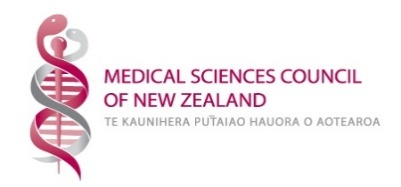 MEDICAL SCIENCES COUNCIL
OF NEW ZEALAND
TE KAUNIHERA PŪTAIAO HAUORA O AOTEAROA